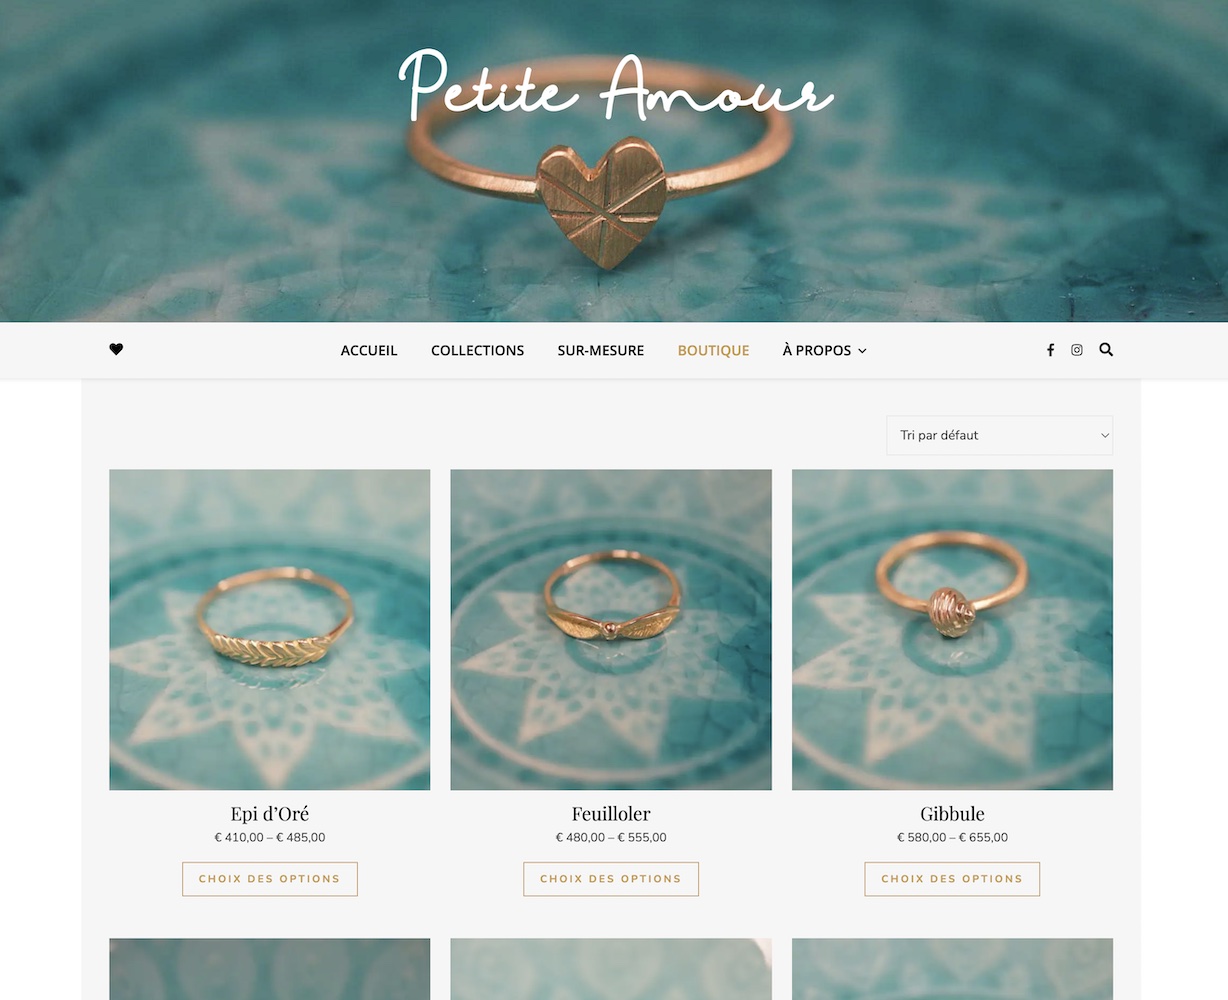 Petite Amour
ACCUEIL COLLECTIONS SUR-MESURE BOUTIQUE À PROPOS
Tri par défaut
Epi d’Oré
€ 410,00 – € 485,00
CHOIX DES OPTIONS
Feuilloler
€ 480,00 – € 555,00
CHOIX DES OPTIONS
Gibbule
€ 580,00 – € 655,00
CHOIX DES OPTIONS